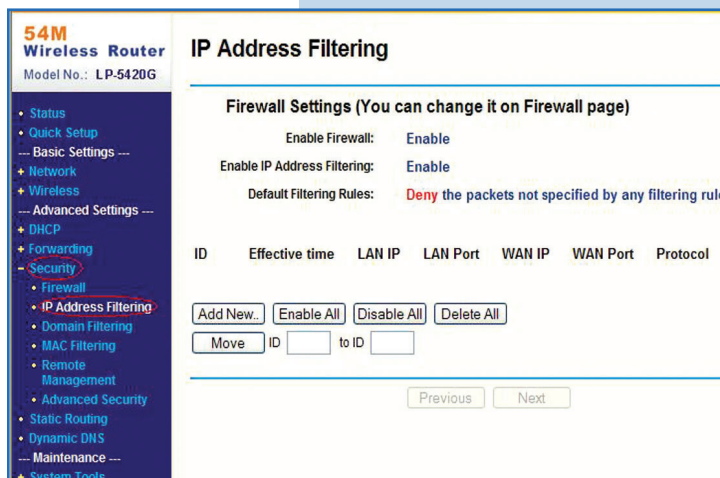 54M
Wireless Router
Model No.: LP-5420G
Status
Quick Setup
--- Basic Settings ---
Network
Wireless
--- Advanced Settings ---
DHCP
Forwarding
Security
Firewall
IP Address Filtering
Domain Filtering
MAC Filtering
Remote
Management
Advanced Security
Static Routing
Dynamic DNS
--- Maintenance ---
System Tools
IP Address Filtering
Firewall Settings (You can change it on Firewall page)
Enable Firewall: Enable
Enable IP Address Filtering: Enable
Default Filtering Rules: Deny the packets not specified by any filtering rule
ID Effective time LAN IP LAN Port WAN IP WAN Port Protocol
Add New.. Enable All Disable All Delete All
Move ID to ID
Previous Next